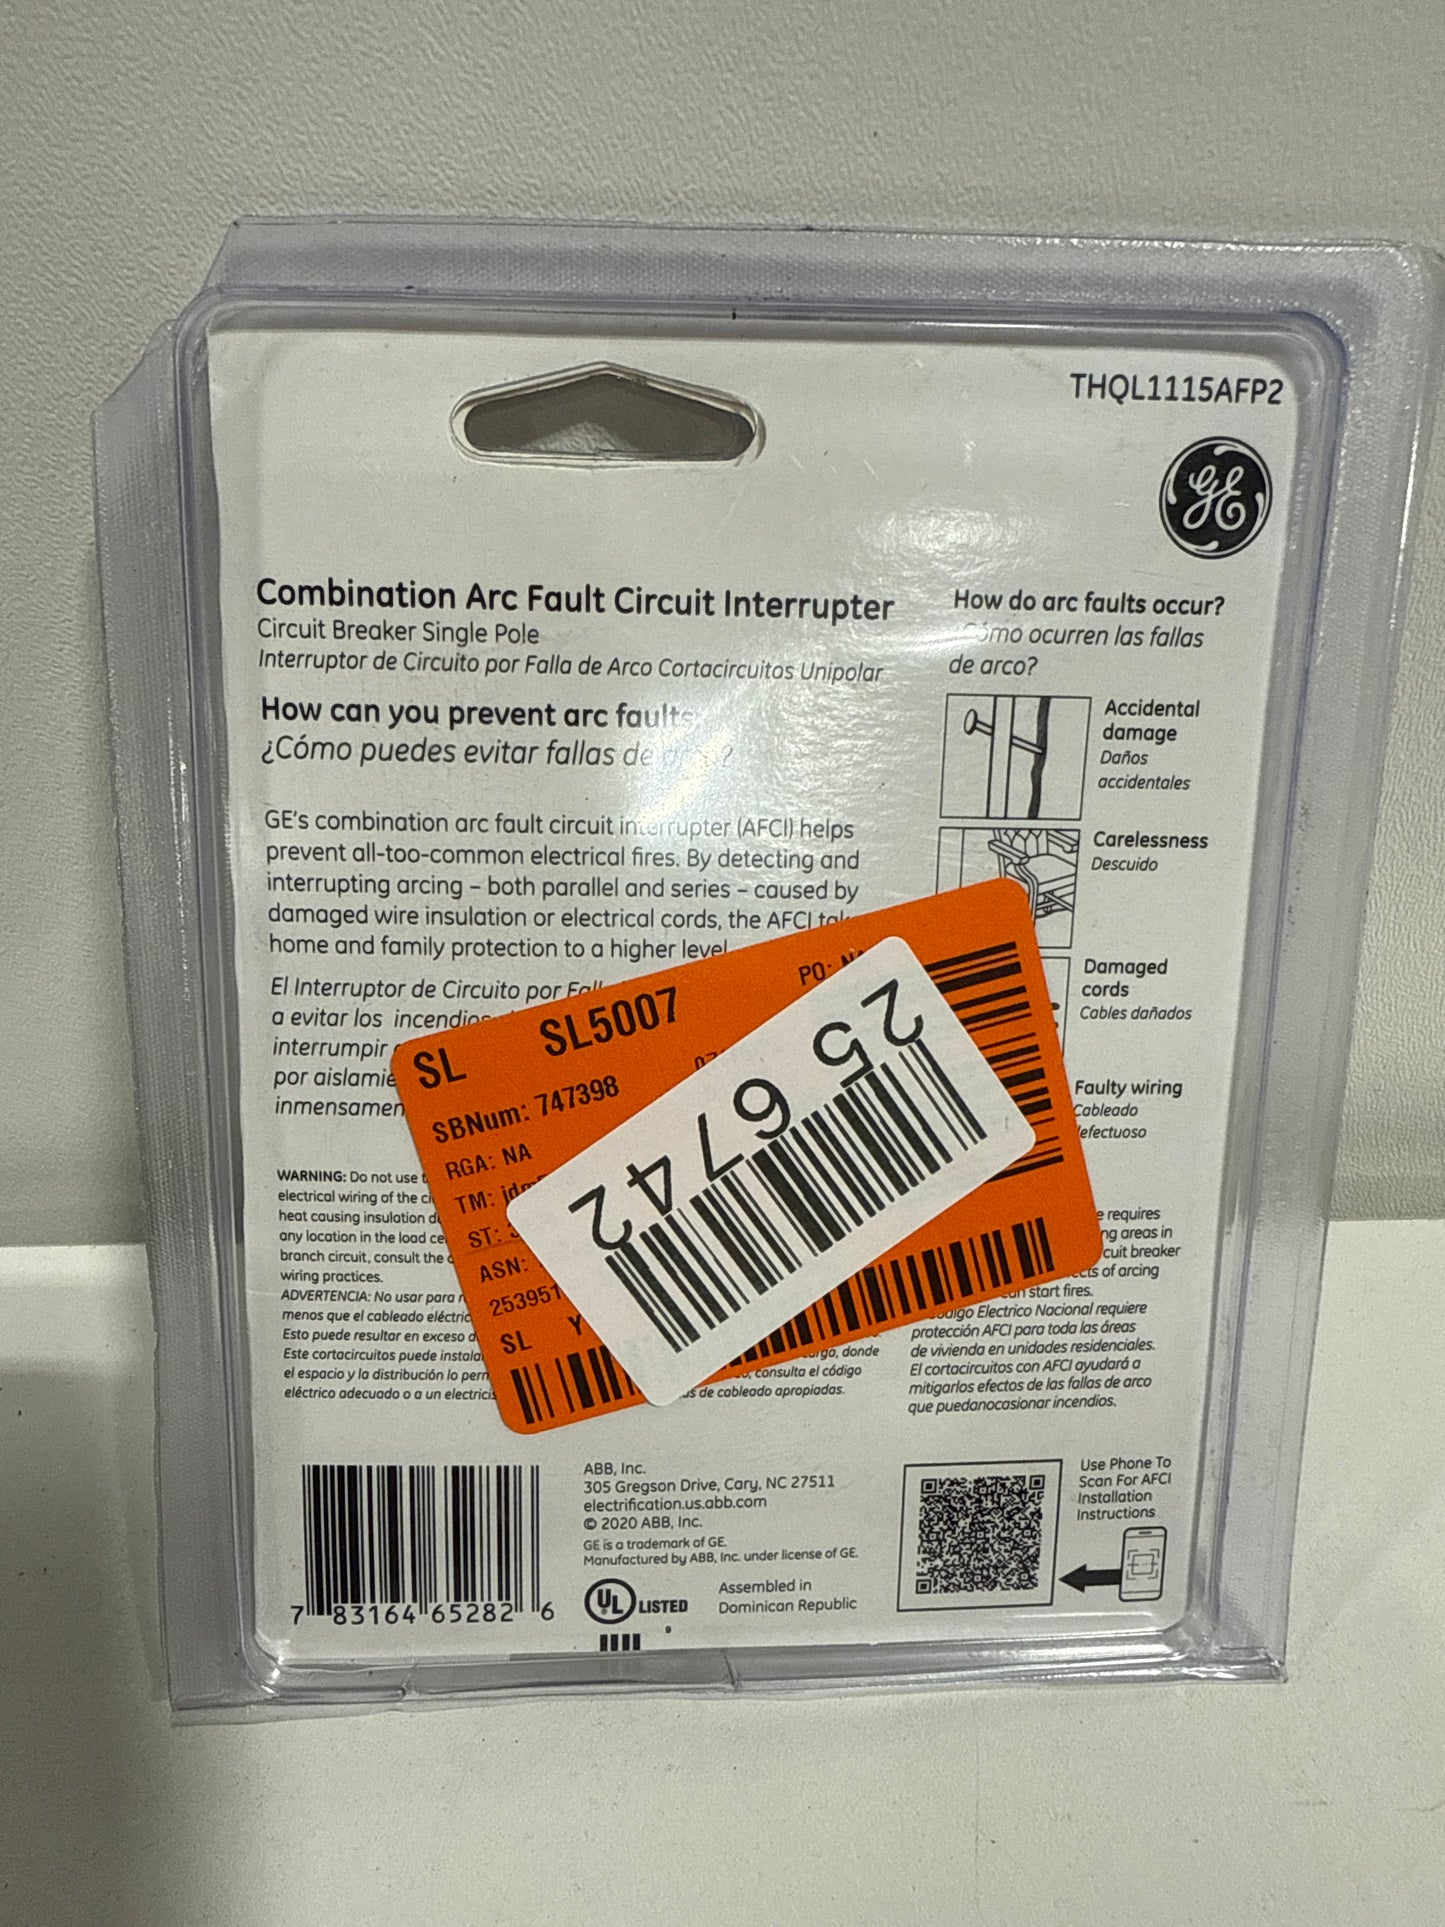 THQL1115AFP2
GE
Combination Arc Fault Circuit Interrupter
Circuit Breaker Single Pole
Interruptor de Circuito por Falla de Arco Cortacircuitos Unipolar
How can you prevent arc faults
¿Cómo puedes evitar fallas de arco?
GE's combination arc fault circuit interrupter (AFCI) helps
prevent all-too-common electrical fires. By detecting and
interrupting arcing – both parallel and series – caused by
damaged wire insulation or electrical cords, the AFCI
home and family protection to a higher level
El Interruptor de Circuito por
a evitar los incendios
interrumpir
por
WARNING: Do not use
electrical wiring of the
heat causing insulation
any location in the load
branch circuit, consult the
wiring practices.
ADVERTENCIA: No usar para
menos que el cableado
Esto puede resultar en exceso
Este cortacircuitos puede
el espacio y la distribución lo
eléctrico adecuado o a un
donde
consulta el código
de cableado apropiadas.
How do arc faults occur?
Cómo ocurren las fallas
de arco?
Accidental
damage
Daños
accidentales
Carelessness
Descuido
Damaged
cords
Cables dañados
Faulty wiring
Cableado
defectuoso
requires
areas in
breaker
of arcing
start fires.
Electrico Nacional requiere
protección AFCI para toda las áreas
de vivienda en unidades residenciales.
El cortacircuitos con AFCI ayudará a
mitigarlos efectos de las fallas de arco
que puedanocasionar incendios.
SL SL5007 PO:
SBNum: 747398
RGA: NA
TM:
ST:
ASN:
253951
SL Y
256742
7 83164 65282 6
ABB, Inc.
305 Gregson Drive, Cary, NC 27511
electrification.us.abb.com
© 2020 ABB, Inc.
GE is a trademark of GE.
Manufactured by ABB, Inc. under license of GE.
UL LISTED
Assembled in
Dominican Republic
9
Use Phone To
Scan For AFCI
Installation
Instructions